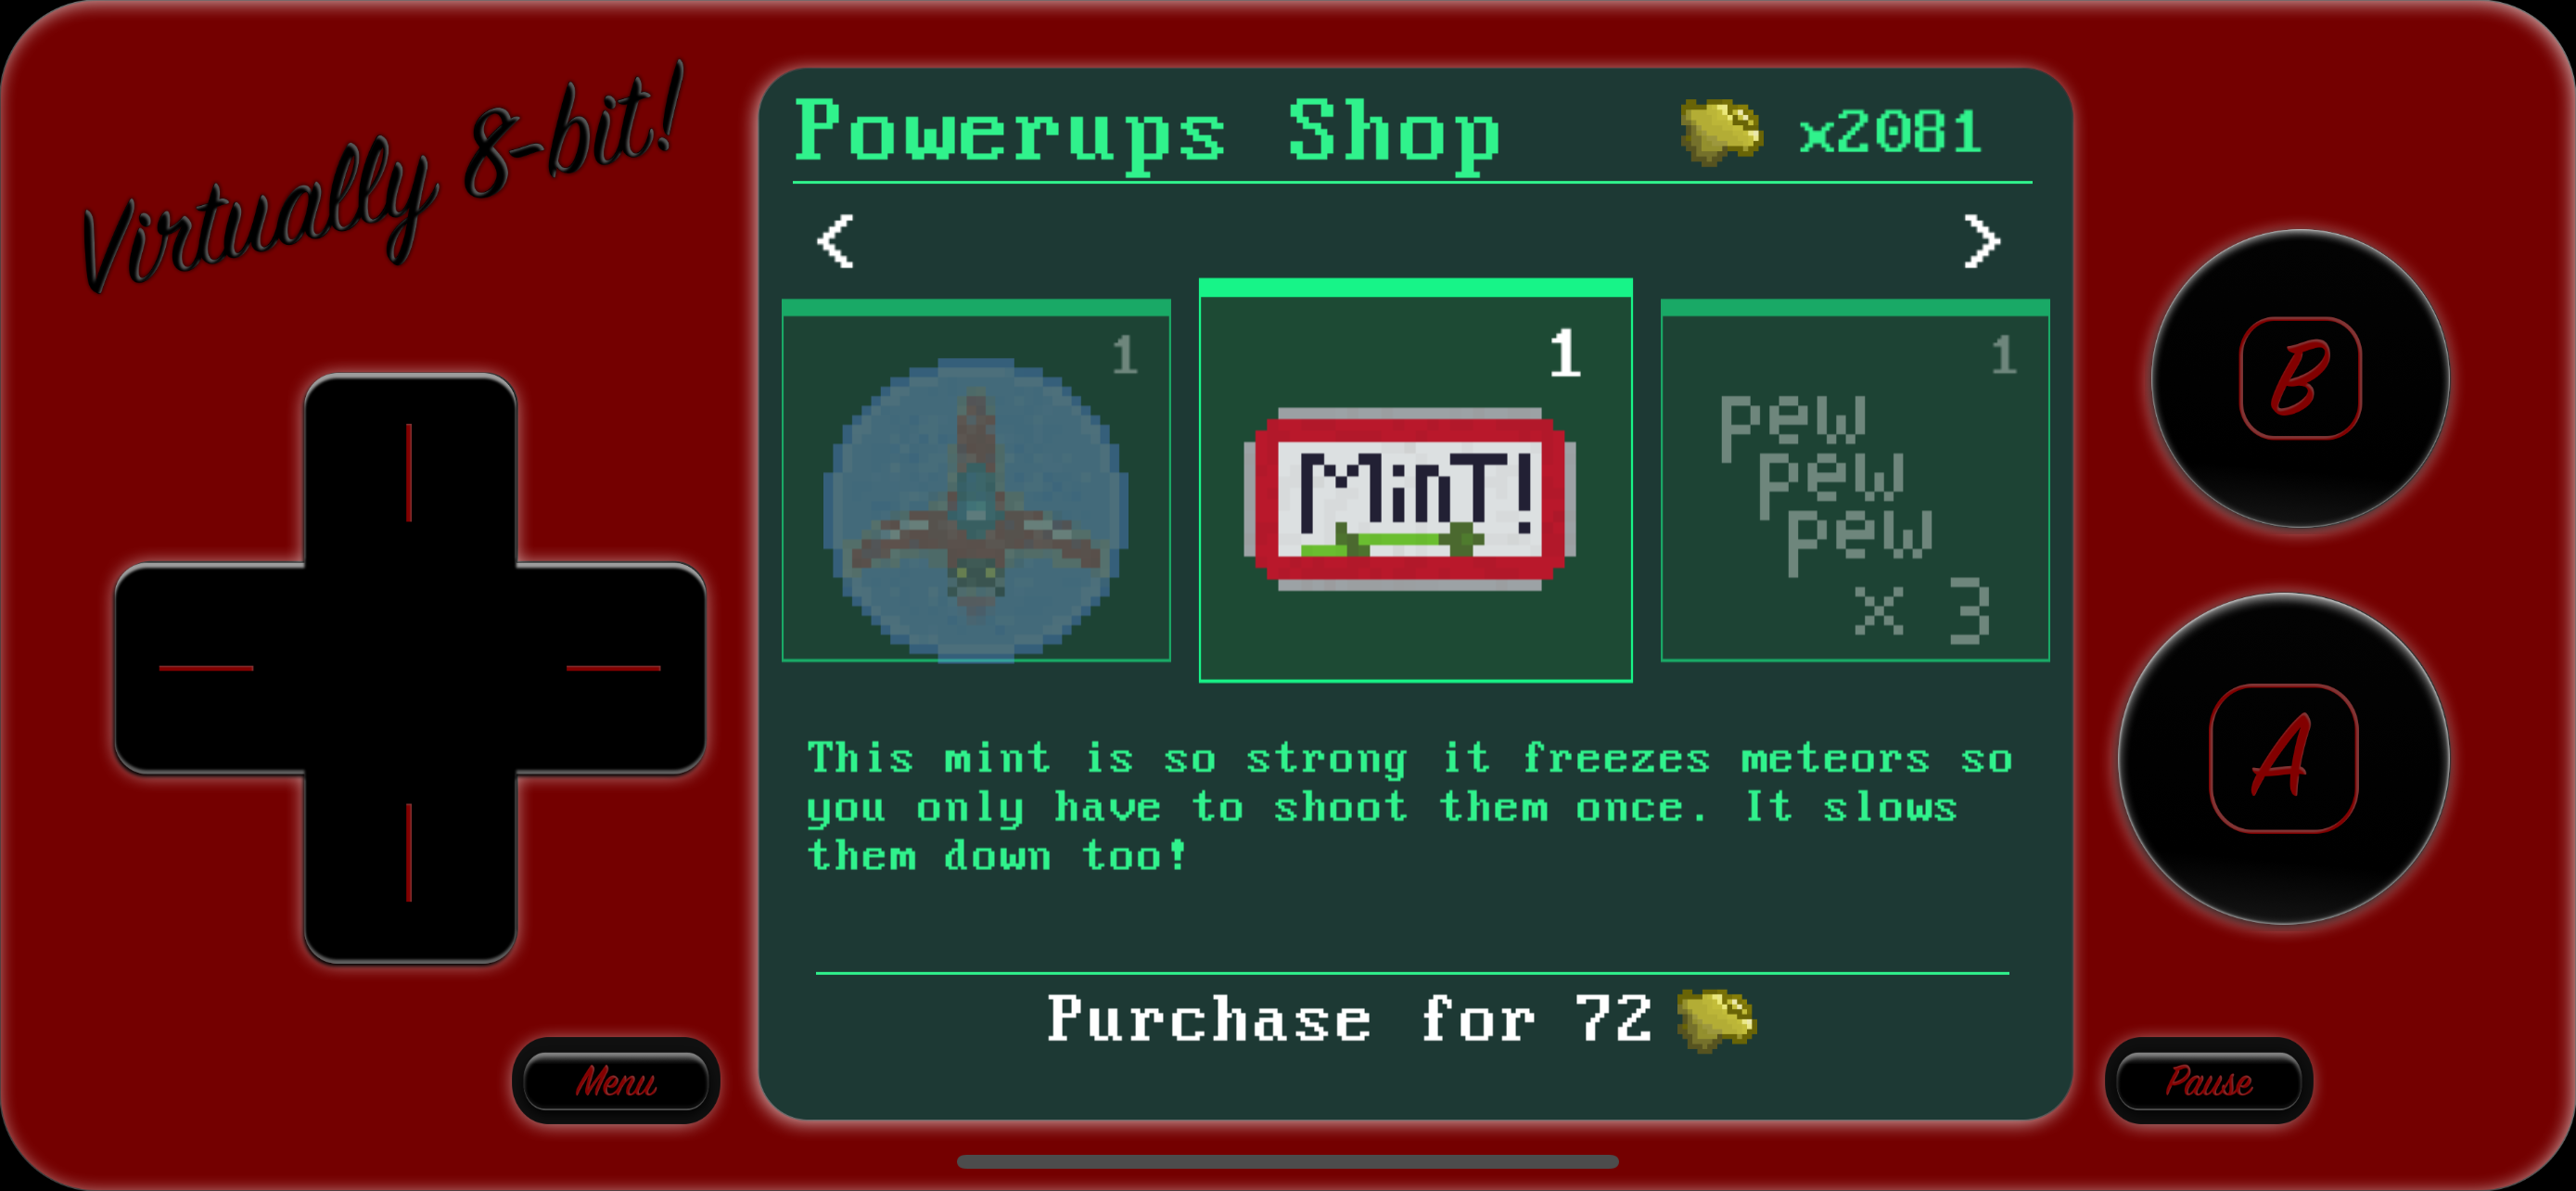 Virtually 8-bit!
Powerups Shop
x2081
<
>
1
1
1
MinT!
pew
pew
pew
x 3
This mint is so strong it freezes meteors so
you only have to shoot them once. It slows
them down too!
Purchase for 72
B
A
Menu
Pause